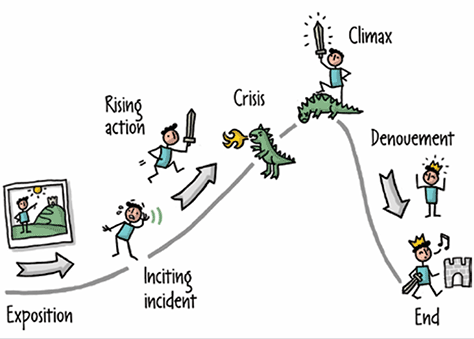 Exposition
Inciting
incident
Rising
action
Crisis
Climax
Denouement
End